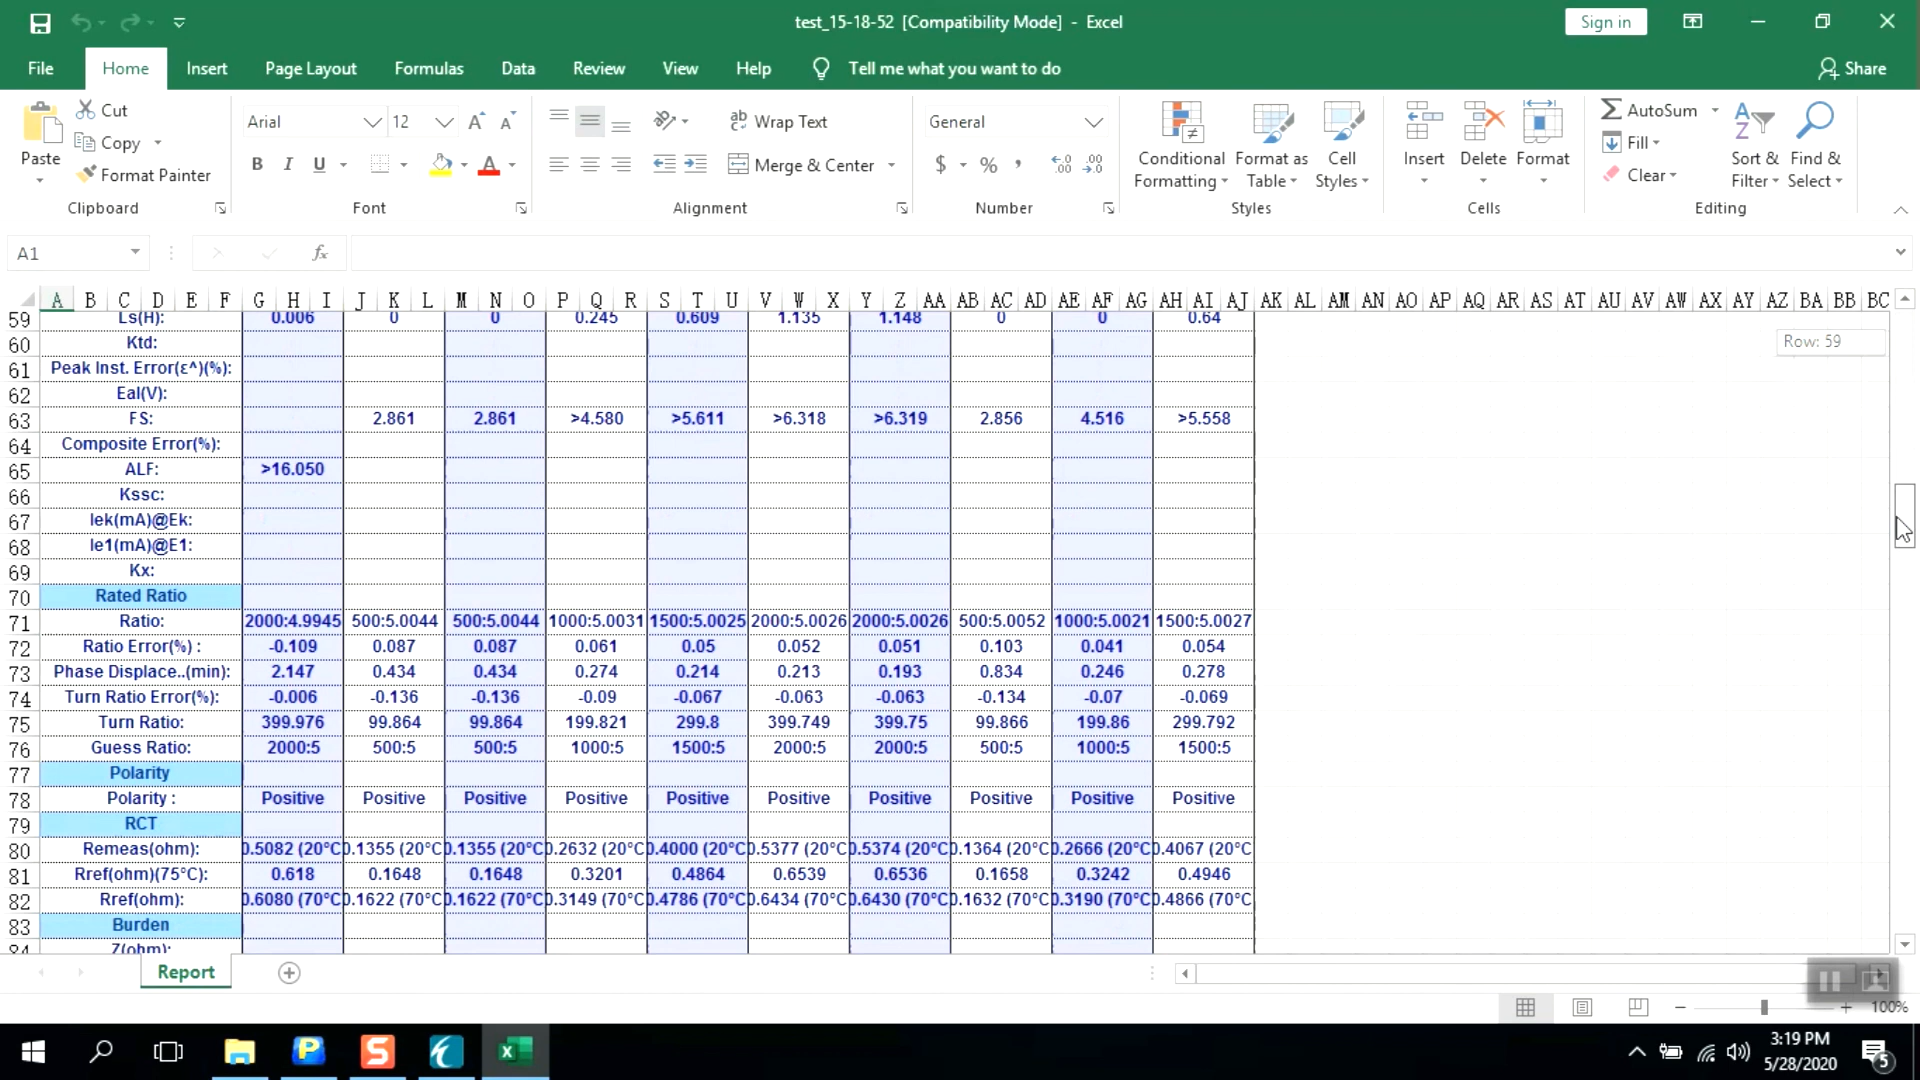 test_15-18-52 [Compatibility Mode] - Excel
Sign in
File Home Insert Page Layout Formulas Data Review View Help Tell me what you want to do Share
Paste
Cut
Copy
Format Painter
Clipboard
Arial 12
B I U
Font
Wrap Text
Merge & Center
Alignment
General
$ % ,
Number
Conditional Formatting
Format as Table
Cell Styles
Styles
Insert Delete Format
Cells
AutoSum
Fill
Clear
Sort & Filter
Find & Select
Editing
A1 fx
A B C D E F G H I J K L M N O P Q R S T U V W X Y Z AA AB AC AD AE AF AG AH AI AJ AK AL AM AN AO AP AQ AR AS AT AU AV AW AX AY AZ BA BB BC
59 Ls(H): 0.006 0 0 0.245 0.609 1.135 1.148 0 0 0.64
Row: 59
60 Ktd:
61 Peak Inst. Error(ε^)(%):
62 Eal(V):
63 FS: 2.861 2.861 >4.580 >5.611 >6.318 >6.319 2.856 4.516 >5.558
64 Composite Error(%):
65 ALF: >16.050
66 Kssc:
67 Iek(mA)@Ek:
68 Ie1(mA)@E1:
69 Kx:
70 Rated Ratio
71 Ratio: 2000:4.9945 500:5.0044 500:5.0044 1000:5.0031 1500:5.0025 2000:5.0026 2000:5.0026 500:5.0052 1000:5.0021 1500:5.0027
72 Ratio Error(%) : -0.109 0.087 0.087 0.061 0.05 0.052 0.051 0.103 0.041 0.054
73 Phase Displace..(min): 2.147 0.434 0.434 0.274 0.214 0.213 0.193 0.834 0.246 0.278
74 Turn Ratio Error(%): -0.006 -0.136 -0.136 -0.09 -0.067 -0.063 -0.063 -0.134 -0.07 -0.069
75 Turn Ratio: 399.976 99.864 99.864 199.821 299.8 399.749 399.75 99.866 199.86 299.792
76 Guess Ratio: 2000:5 500:5 500:5 1000:5 1500:5 2000:5 2000:5 500:5 1000:5 1500:5
77 Polarity
78 Polarity : Positive Positive Positive Positive Positive Positive Positive Positive Positive Positive
79 RCT
80 Remeas(ohm): 0.5082 (20°C 0.1355 (20°C 0.1355 (20°C 0.2632 (20°C 0.4000 (20°C 0.5377 (20°C 0.5374 (20°C 0.1364 (20°C 0.2666 (20°C 0.4067 (20°C
81 Rref(ohm)(75°C): 0.618 0.1648 0.1648 0.3201 0.4864 0.6539 0.6536 0.1658 0.3242 0.4946
82 Rref(ohm): 0.6080 (70°C 0.1622 (70°C 0.1622 (70°C 0.3149 (70°C 0.4786 (70°C 0.6434 (70°C 0.6430 (70°C 0.1632 (70°C 0.3190 (70°C 0.4866 (70°C
83 Burden
84 Z(ohm):
Report
100%
3:19 PM
5/28/2020
5